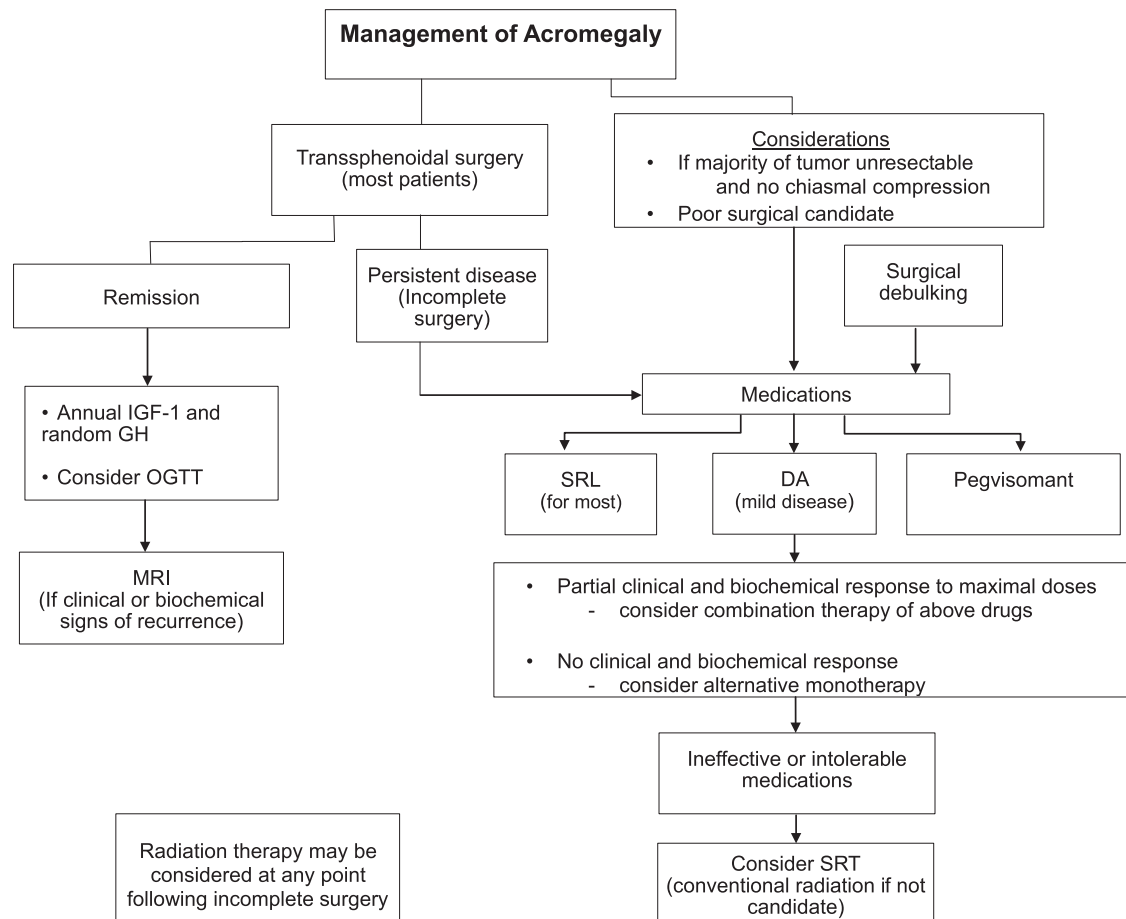 Management of Acromegaly
Transsphenoidal surgery
(most patients)
Considerations
• If majority of tumor unresectable
and no chiasmal compression
• Poor surgical candidate
Remission
Persistent disease
(Incomplete
surgery)
Surgical
debulking
• Annual IGF-1 and
random GH
• Consider OGTT
Medications
SRL
(for most)
DA
(mild disease)
Pegvisomant
MRI
(If clinical or biochemical
signs of recurrence)
• Partial clinical and biochemical response to maximal doses
- consider combination therapy of above drugs
• No clinical and biochemical response
- consider alternative monotherapy
Ineffective or intolerable
medications
Radiation therapy may be
considered at any point
following incomplete surgery
Consider SRT
(conventional radiation if not
candidate)